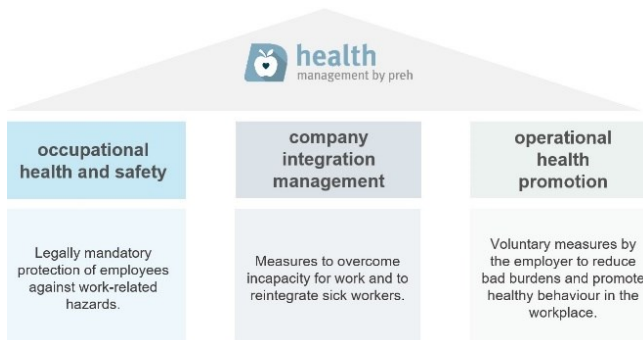 health
management by preh
occupational
health and safety
company
integration
management
operational
health
promotion
Legally mandatory
protection of employees
against work-related
hazards.
Measures to overcome
incapacity for work and to
reintegrate sick workers.
Voluntary measures by
the employer to reduce
bad burdens and promote
healthy behaviour in the
workplace.